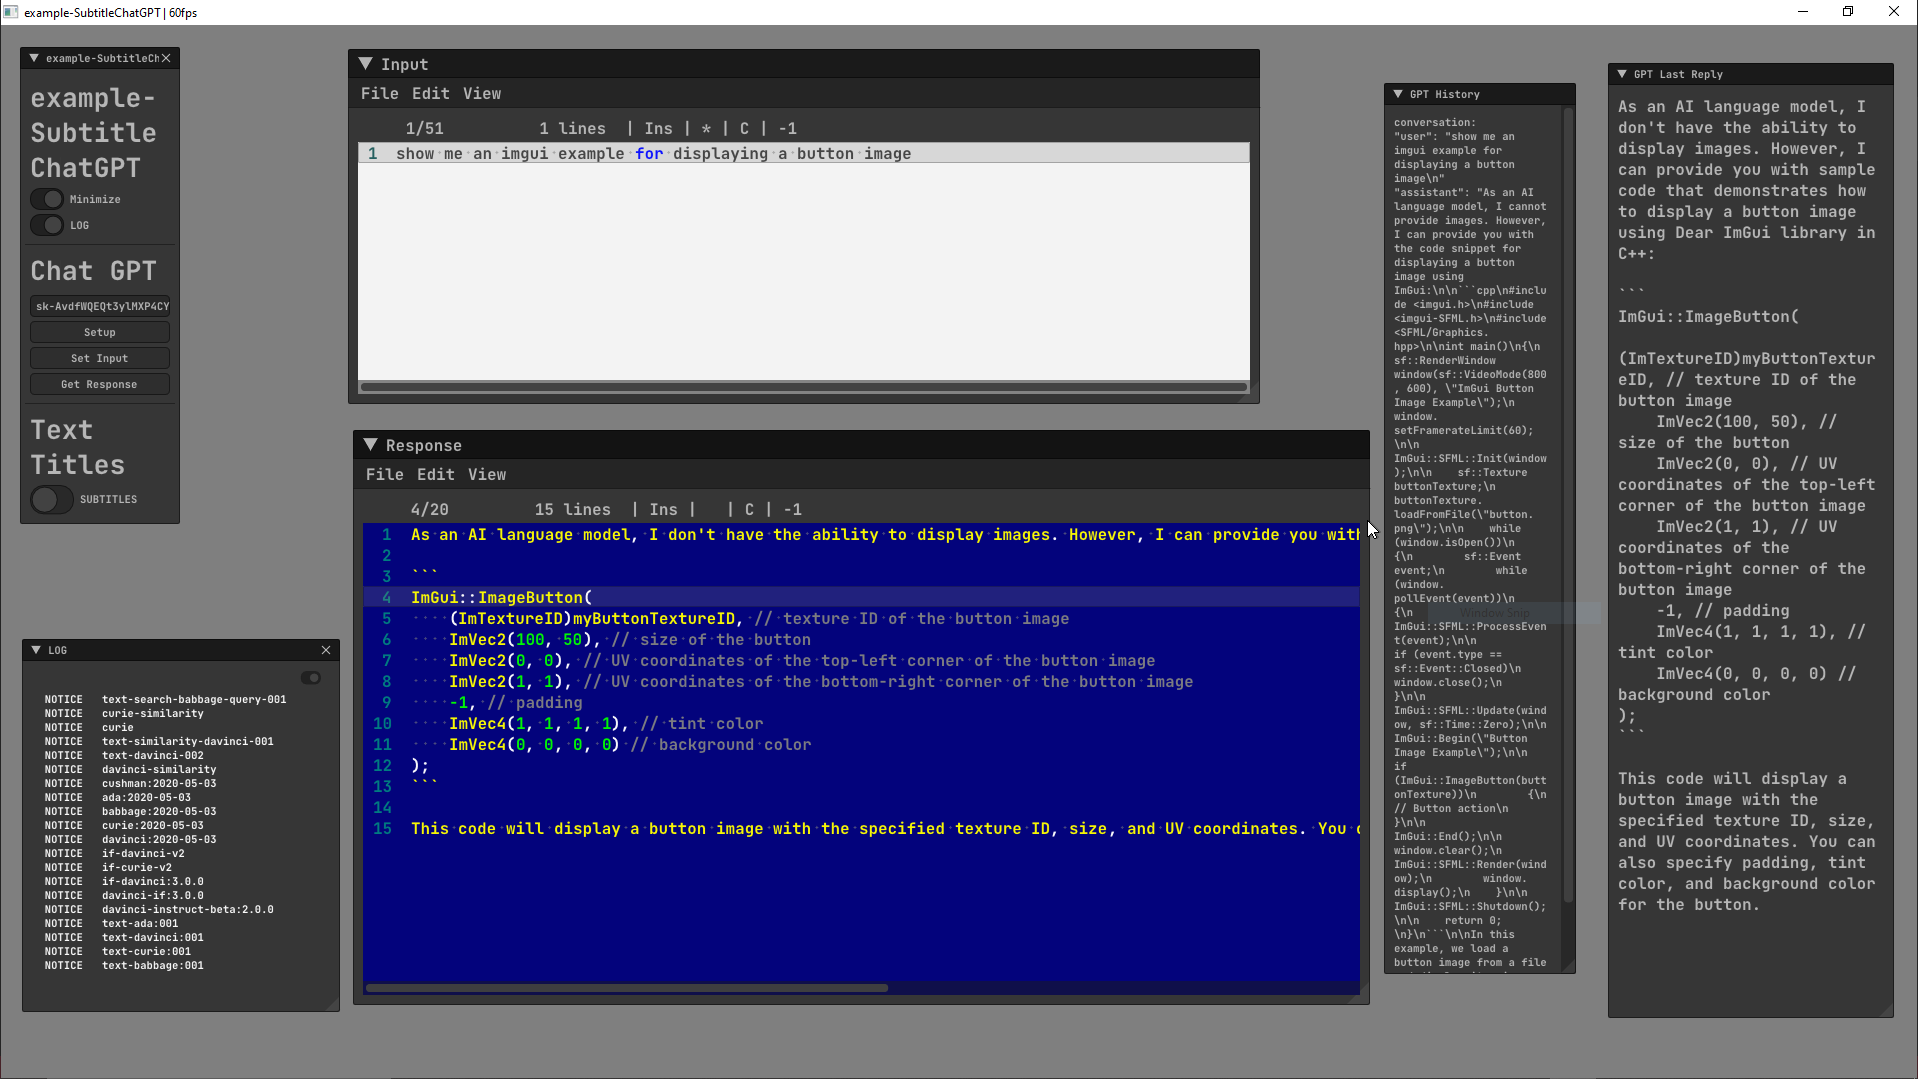 example-SubtitleChatGPT | 60fps
example-SubtitleCh
example-
Subtitle
ChatGPT
Minimize
LOG
Chat GPT
sk-AvdfWQEQt3ylMXP4CY
Setup
Set Input
Get Response
Text
Titles
SUBTITLES
LOG
NOTICE text-search-babbage-query-001
NOTICE curie-similarity
NOTICE curie
NOTICE text-similarity-davinci-001
NOTICE text-davinci-002
NOTICE davinci-similarity
NOTICE cushman:2020-05-03
NOTICE ada:2020-05-03
NOTICE babbage:2020-05-03
NOTICE curie:2020-05-03
NOTICE davinci:2020-05-03
NOTICE if-davinci-v2
NOTICE if-curie-v2
NOTICE if-davinci:3.0.0
NOTICE davinci-if:3.0.0
NOTICE davinci-instruct-beta:2.0.0
NOTICE text-ada:001
NOTICE text-davinci:001
NOTICE text-curie:001
NOTICE text-babbage:001
Input
File Edit View
1/51 1 lines | Ins | * | C | -1
1 show me an imgui example for displaying a button image
Response
File Edit View
4/20 15 lines | Ins | | C | -1
1 As an AI language model, I don't have the ability to display images. However, I can provide you with
2
3 ```
4 ImGui::ImageButton(
5 (ImTextureID)myButtonTextureID, // texture ID of the button image
6 ImVec2(100, 50), // size of the button
7 ImVec2(0, 0), // UV coordinates of the top-left corner of the button image
8 ImVec2(1, 1), // UV coordinates of the bottom-right corner of the button image
9 -1, // padding
10 ImVec4(1, 1, 1, 1), // tint color
11 ImVec4(0, 0, 0, 0) // background color
12 );
13 ```
14
15 This code will display a button image with the specified texture ID, size, and UV coordinates. You
GPT History
conversation:
"user": "show me an
imgui example for
displaying a button
image\n"
"assistant": "As an AI
language model, I cannot
provide images. However,
I can provide you with
the code snippet for
displaying a button
image using
ImGui:\n\n```cpp\n#inclu
de <imgui.h>\n#include
<imgui-SFML.h>\n#include
<SFML/Graphics.
hpp>\n\nint main()\n{\n
sf::RenderWindow
window(sf::VideoMode(800
, 600), \"ImGui Button
Image Example\");\n
window.
setFramerateLimit(60);
\n\n
ImGui::SFML::Init(window
);\n\n sf::Texture
buttonTexture;\n
buttonTexture.
loadFromFile(\"button.
png\");\n\n while
(window.isOpen())\n
{\n sf::Event
event;\n while
(window.
pollEvent(event))\n
{\n
ImGui::SFML::ProcessEven
t(event);\n\n
if (event.type ==
sf::Event::Closed)\n
window.close();\n
}\n\n
ImGui::SFML::Update(wind
ow, sf::Time::Zero);\n\n
ImGui::Begin(\"Button
Image Example\");\n\n
if
(ImGui::ImageButton(butt
onTexture))\n {\n
// Button action\n
}\n\n
ImGui::End();\n\n
window.clear();\n
ImGui::SFML::Render(wind
ow);\n window.
display();\n }\n\n
ImGui::SFML::Shutdown();
\n\n return 0;
\n}\n```\n\nIn this
example, we load a
button image from a file
Window Snip
GPT Last Reply
As an AI language model, I
don't have the ability to
display images. However, I
can provide you with sample
code that demonstrates how
to display a button image
using Dear ImGui library in
C++:
```
ImGui::ImageButton(
(ImTextureID)myButtonTextur
eID, // texture ID of the
button image
ImVec2(100, 50), //
size of the button
ImVec2(0, 0), // UV
coordinates of the top-left
corner of the button image
ImVec2(1, 1), // UV
coordinates of the
bottom-right corner of the
button image
-1, // padding
ImVec4(1, 1, 1, 1), //
tint color
ImVec4(0, 0, 0, 0) //
background color
);
```
This code will display a
button image with the
specified texture ID, size,
and UV coordinates. You can
also specify padding, tint
color, and background color
for the button.